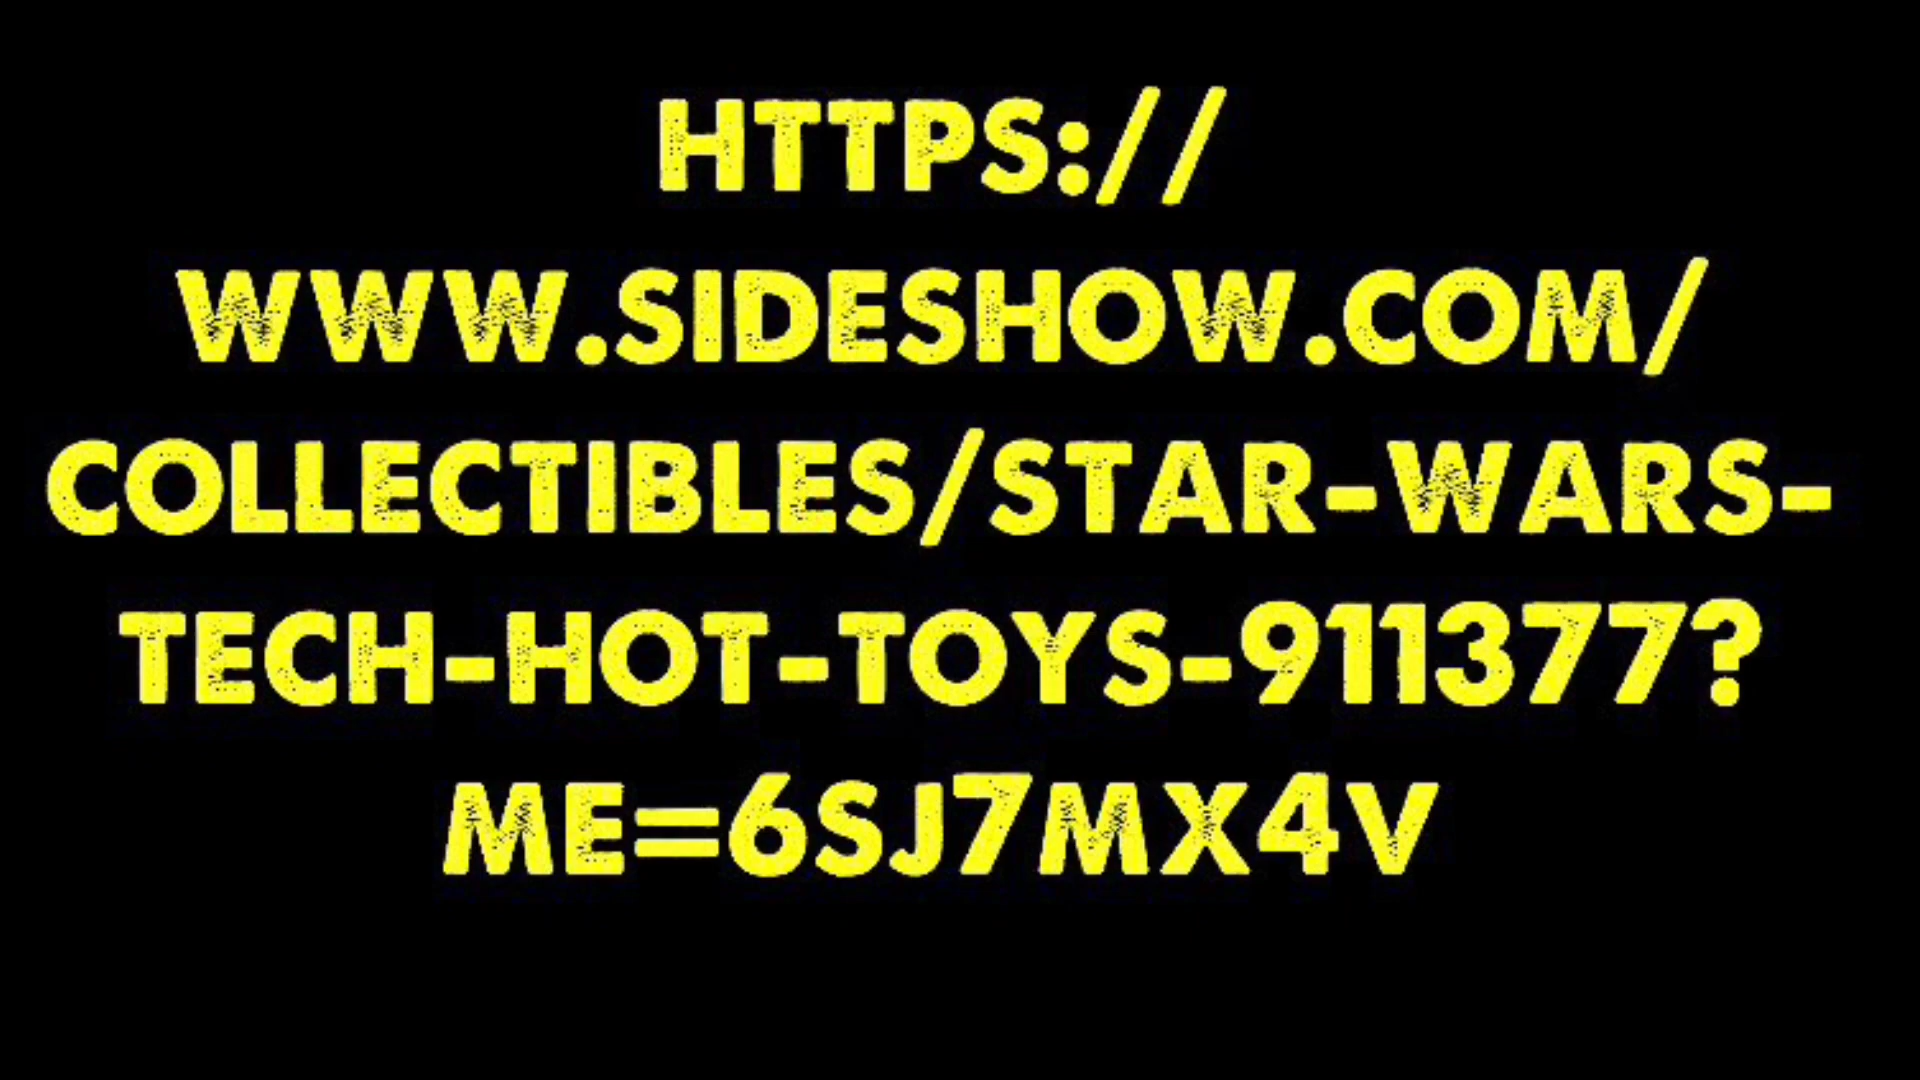 HTTPS://
WWW.SIDESHOW.COM/
COLLECTIBLES/STAR-WARS-
TECH-HOT-TOYS-911377?
ME=6SJ7MX4V